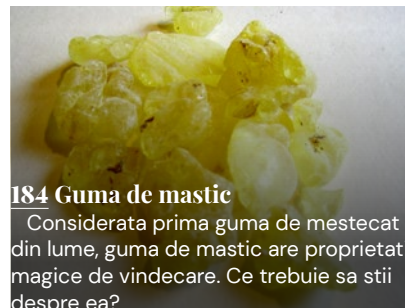 184 Guma de mastic
Considerata prima guma de mestecat
din lume, guma de mastic are proprietat
magice de vindecare. Ce trebuie sa stii
despre ea?